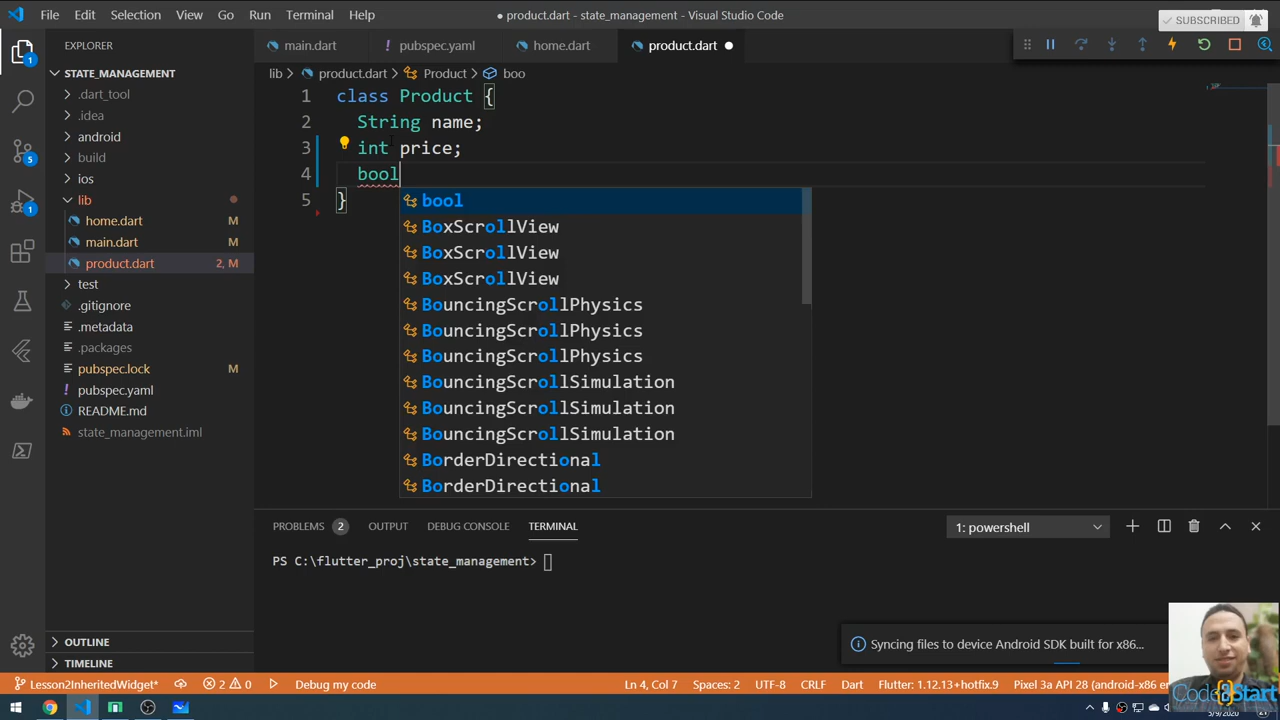 File Edit Selection View Go Run Terminal Help
● product.dart - state_management - Visual Studio Code
SUBSCRIBED
EXPLORER
main.dart
pubspec.yaml
home.dart
product.dart
STATE_MANAGEMENT
.dart_tool
.idea
android
build
ios
lib
home.dart M
main.dart M
product.dart 2, M
test
.gitignore
.metadata
.packages
pubspec.lock M
pubspec.yaml
README.md
state_management.iml
OUTLINE
TIMELINE
lib > product.dart > Product > boo
1 class Product {
2 String name;
3 int price;
4 bool
5 }
bool
BoxScrollView
BoxScrollView
BoxScrollView
BouncingScrollPhysics
BouncingScrollPhysics
BouncingScrollPhysics
BouncingScrollSimulation
BouncingScrollSimulation
BouncingScrollSimulation
BorderDirectional
BorderDirectional
PROBLEMS 2 OUTPUT DEBUG CONSOLE TERMINAL
1: powershell
PS C:\flutter_proj\state_management>
Syncing files to device Android SDK built for x86...
Lesson2InheritedWidget* 2 0 Debug my code
Ln 4, Col 7 Spaces: 2 UTF-8 CRLF Dart Flutter: 1.12.13+hotfix.9 Pixel 3a API 28 (android-x86 em
Code2Start
5/9/2020